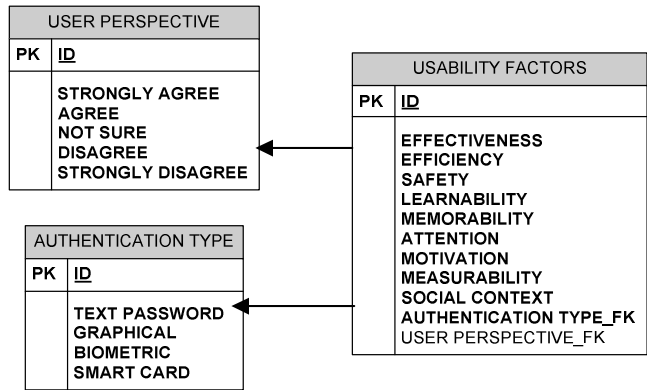 USER PERSPECTIVE
PK ID
STRONGLY AGREE
AGREE
NOT SURE
DISAGREE
STRONGLY DISAGREE
AUTHENTICATION TYPE
PK ID
TEXT PASSWORD
GRAPHICAL
BIOMETRIC
SMART CARD
USABILITY FACTORS
PK ID
EFFECTIVENESS
EFFICIENCY
SAFETY
LEARNABILITY
MEMORABILITY
ATTENTION
MOTIVATION
MEASURABILITY
SOCIAL CONTEXT
AUTHENTICATION TYPE_FK
USER PERSPECTIVE_FK